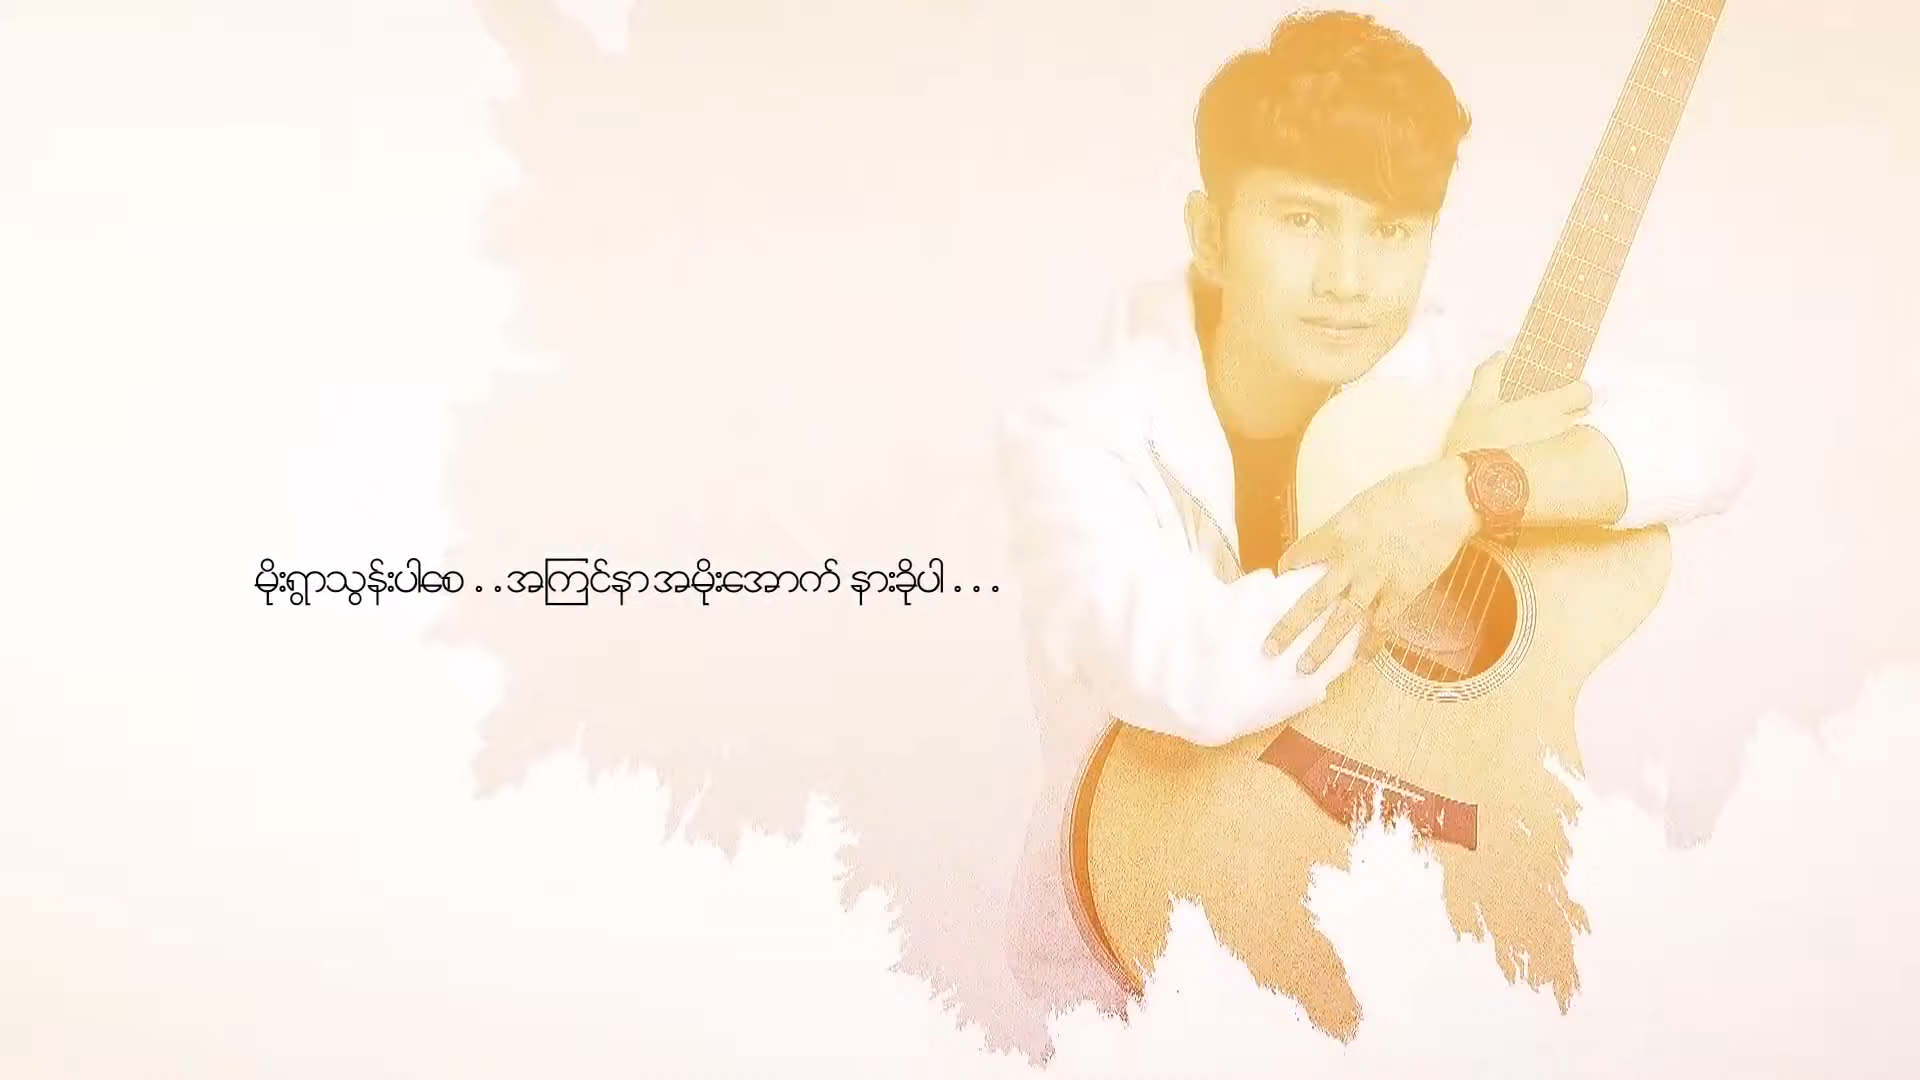 မိုးရွာသွန်းပါစေ . . အကြင်နာအမိုးအောက် နားခိုပါ . . .